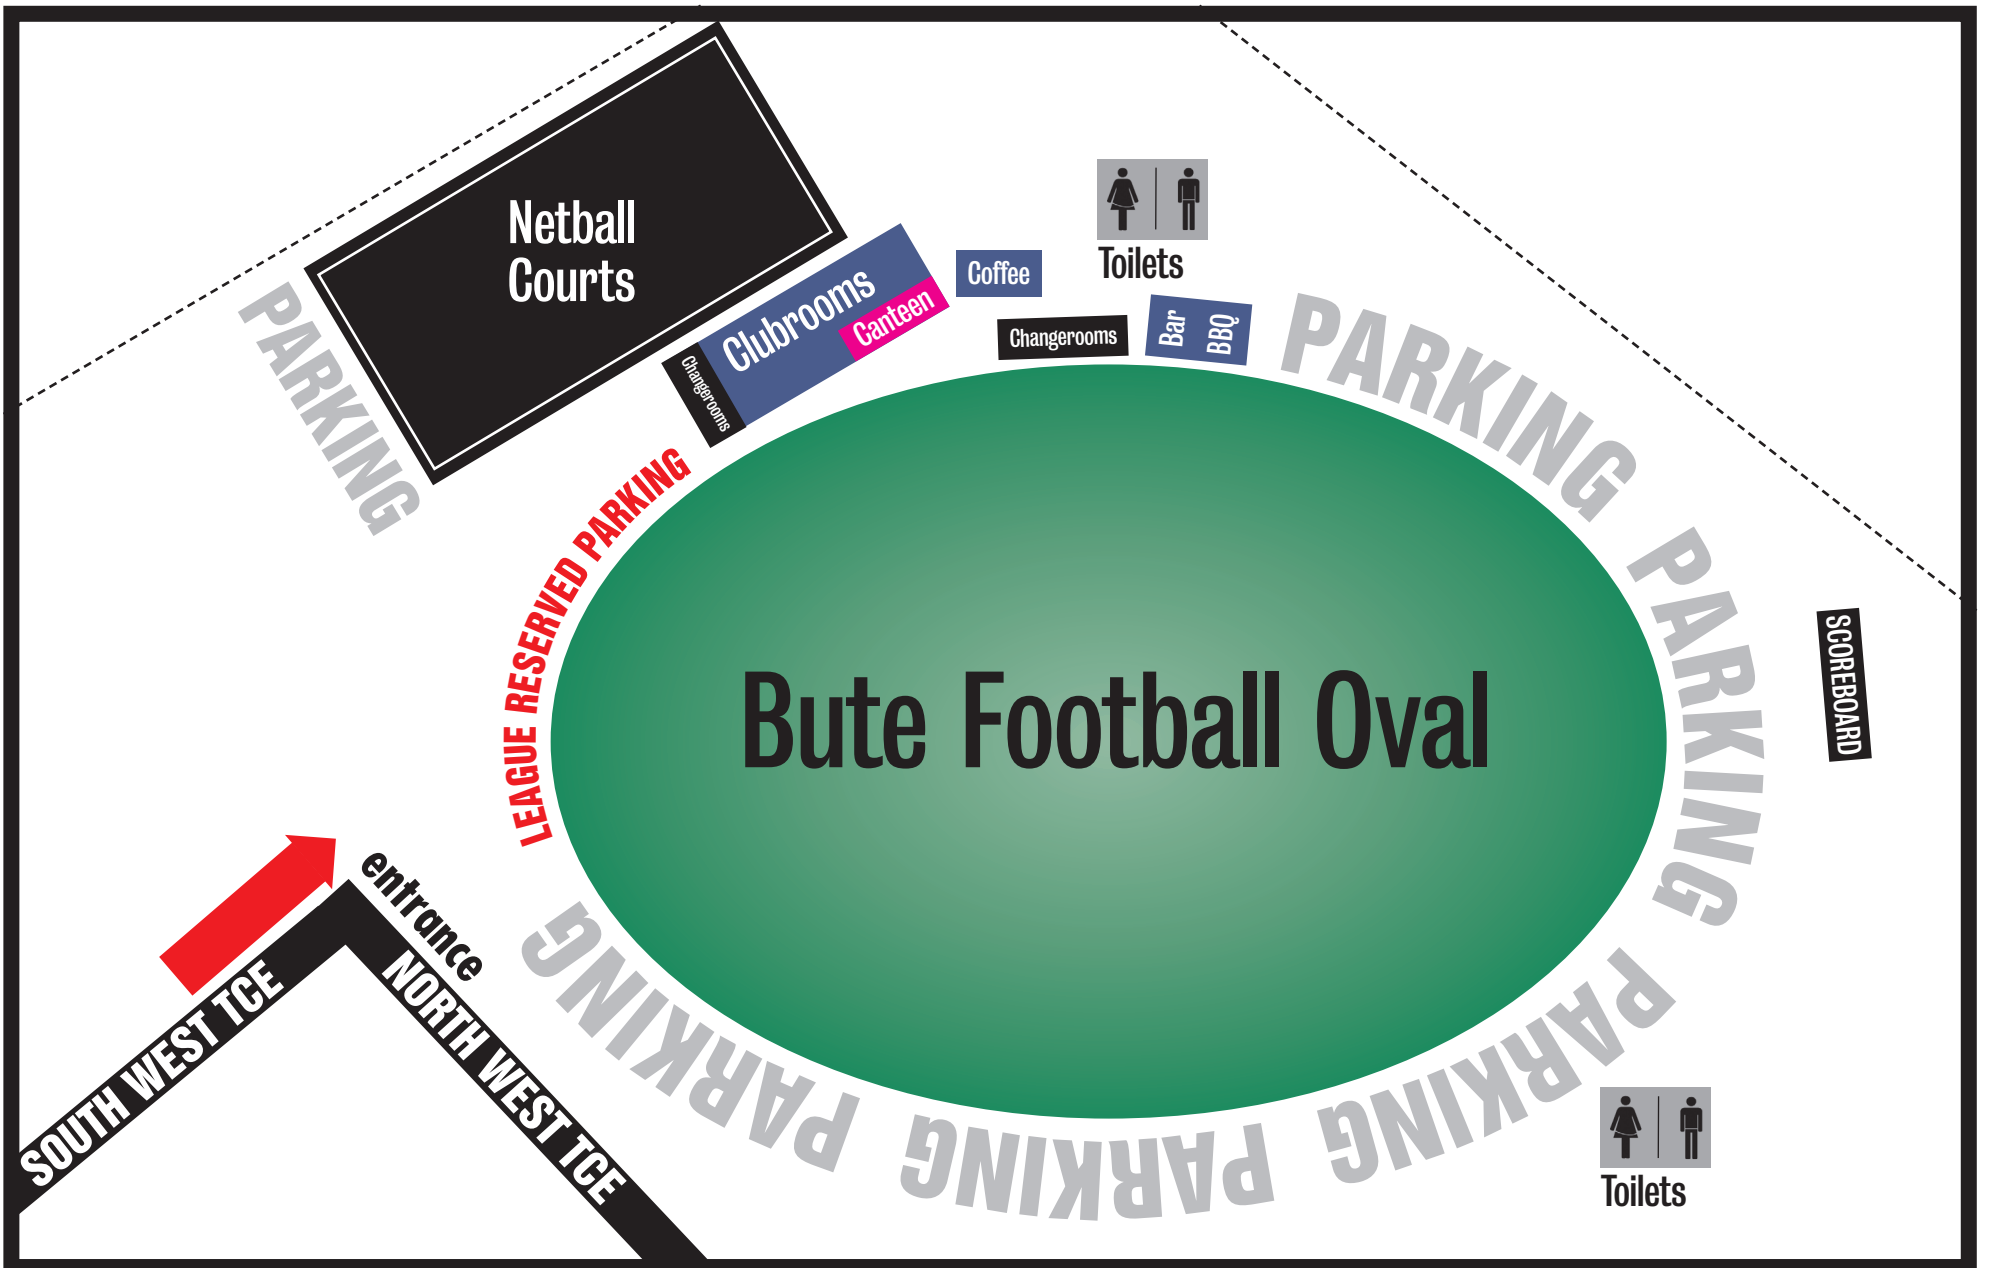 Netball
Courts
PARKING
Changerooms
Clubrooms
Canteen
Coffee
Toilets
Changerooms
Bar
BBQ
PARKING
PARKING
SCOREBOARD
LEAGUE RESERVED PARKING
Bute Football Oval
entrance
SOUTH WEST TCE
NORTH WEST TCE
PARKING
PARKING
PARKING
Toilets